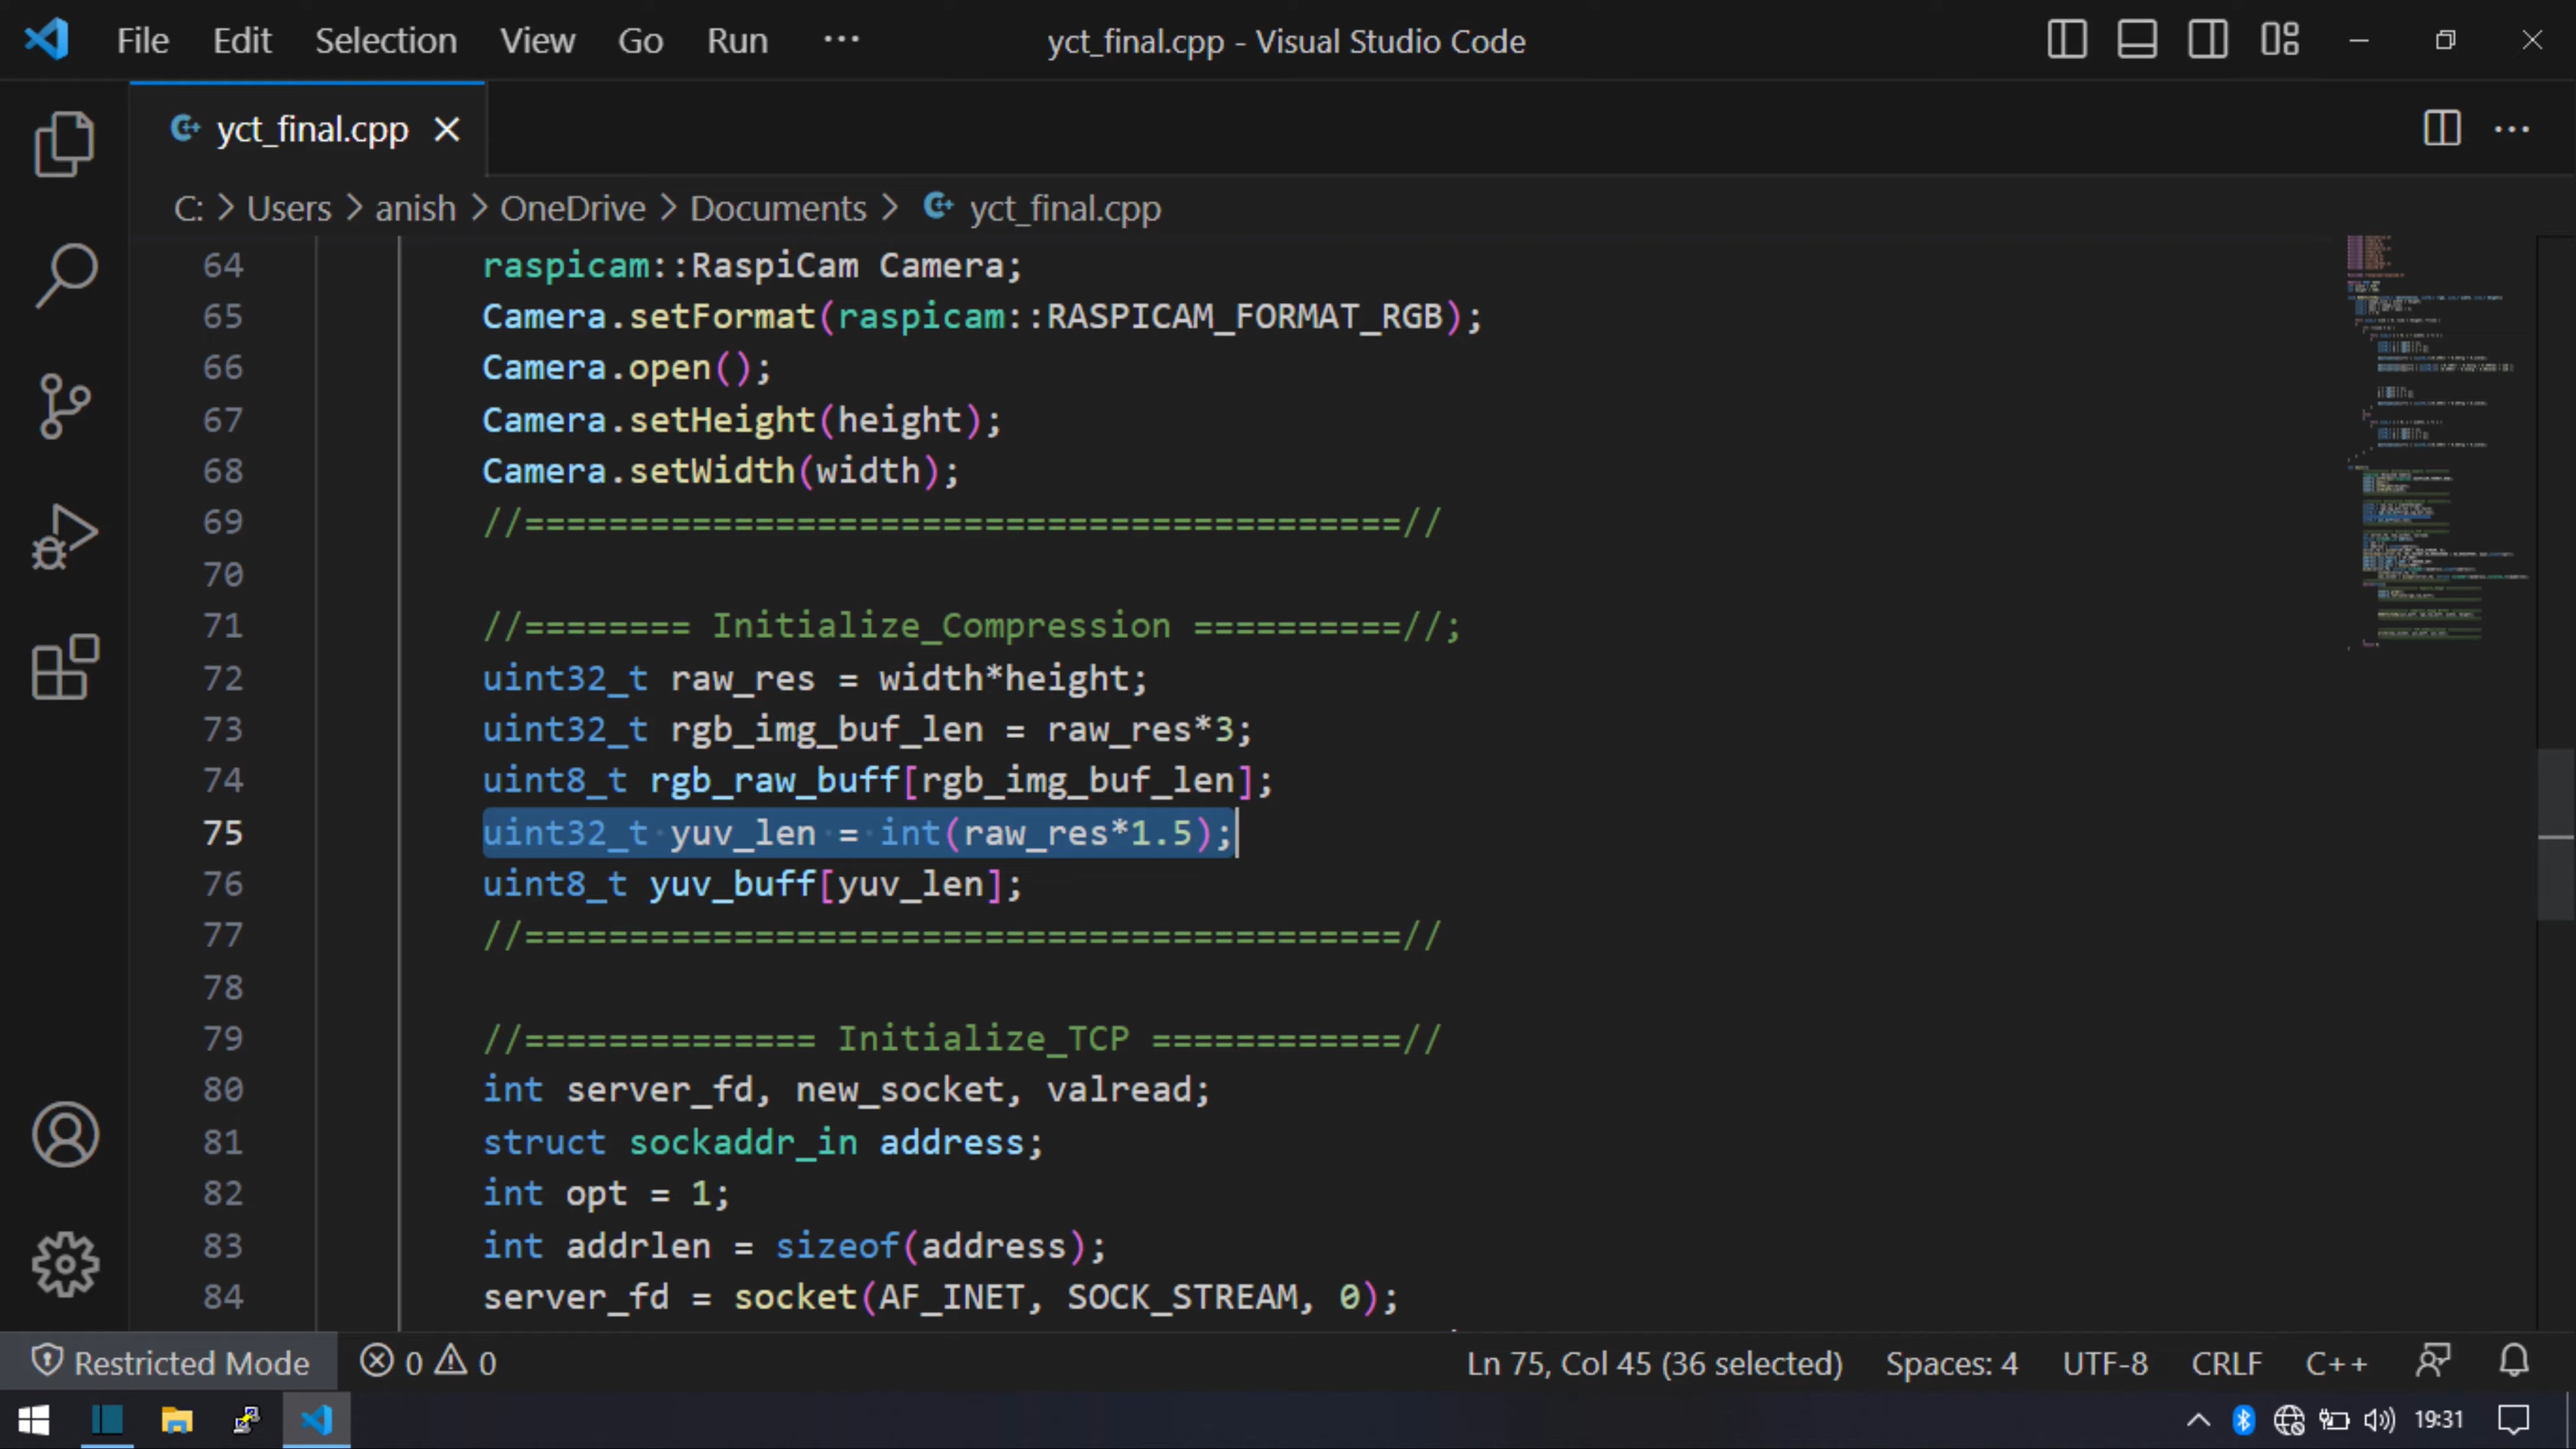 File Edit Selection View Go Run ··· yct_final.cpp - Visual Studio Code
yct_final.cpp
C: > Users > anish > OneDrive > Documents > yct_final.cpp
64 raspicam::RaspiCam Camera;
65 Camera.setFormat(raspicam::RASPICAM_FORMAT_RGB);
66 Camera.open();
67 Camera.setHeight(height);
68 Camera.setWidth(width);
69 //==========================================//
70
71 //======== Initialize_Compression ==========//;
72 uint32_t raw_res = width*height;
73 uint32_t rgb_img_buf_len = raw_res*3;
74 uint8_t rgb_raw_buff[rgb_img_buf_len];
75 uint32_t yuv_len = int(raw_res*1.5);
76 uint8_t yuv_buff[yuv_len];
77 //==========================================//
78
79 //============== Initialize_TCP ============//
80 int server_fd, new_socket, valread;
81 struct sockaddr_in address;
82 int opt = 1;
83 int addrlen = sizeof(address);
84 server_fd = socket(AF_INET, SOCK_STREAM, 0);
Restricted Mode 0 0 Ln 75, Col 45 (36 selected) Spaces: 4 UTF-8 CRLF C++
19:31